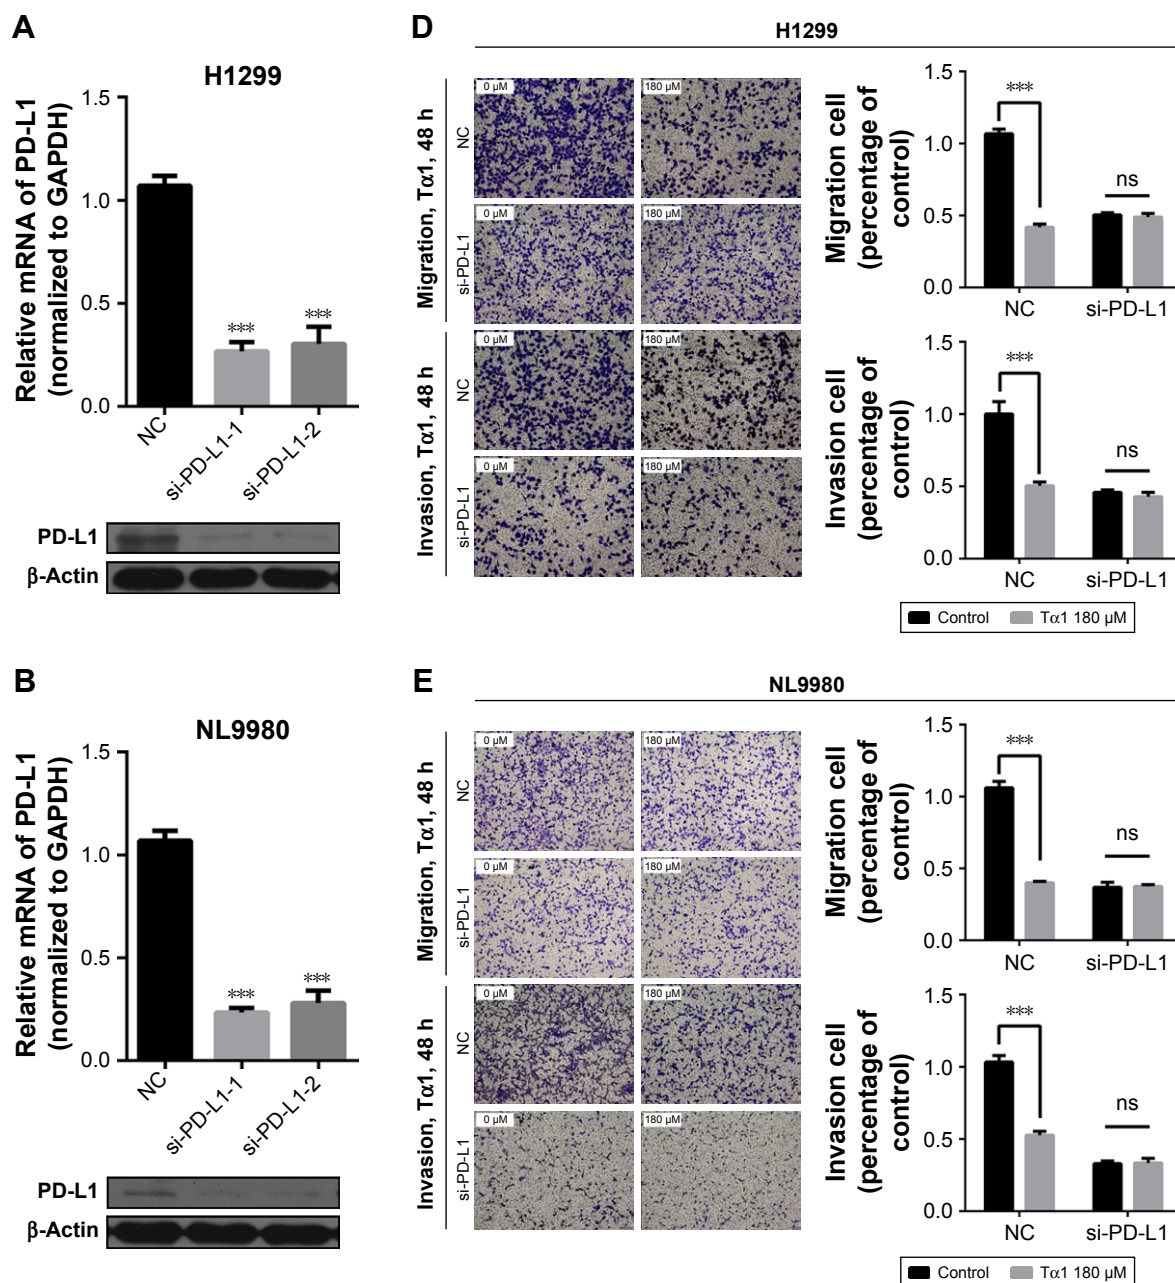 A
H1299
Relative mRNA of PD-L1
(normalized to GAPDH)
1.5
1.0
0.5
0.0
***
***
NC
si-PD-L1-1
si-PD-L1-2
PD-L1
β-Actin
D
H1299
Migration, Tα1, 48 h
NC
0 µM
180 µM
si-PD-L1
0 µM
180 µM
Invasion, Tα1, 48 h
NC
0 µM
180 µM
si-PD-L1
0 µM
180 µM
Migration cell
(percentage of
control)
1.5
1.0
0.5
0.0
***
ns
NC
si-PD-L1
Invasion cell
(percentage of
control)
1.5
1.0
0.5
0.0
***
ns
NC
si-PD-L1
Control
Tα1 180 µM
B
NL9980
Relative mRNA of PD-L1
(normalized to GAPDH)
1.5
1.0
0.5
0.0
***
***
NC
si-PD-L1-1
si-PD-L1-2
PD-L1
β-Actin
E
NL9980
Migration, Tα1, 48 h
NC
0 µM
180 µM
si-PD-L1
0 µM
180 µM
Invasion, Tα1, 48 h
NC
0 µM
180 µM
si-PD-L1
0 µM
180 µM
Migration cell
(percentage of
control)
1.5
1.0
0.5
0.0
***
ns
NC
si-PD-L1
Invasion cell
(percentage of
control)
1.5
1.0
0.5
0.0
***
ns
NC
si-PD-L1
Control
Tα1 180 µM